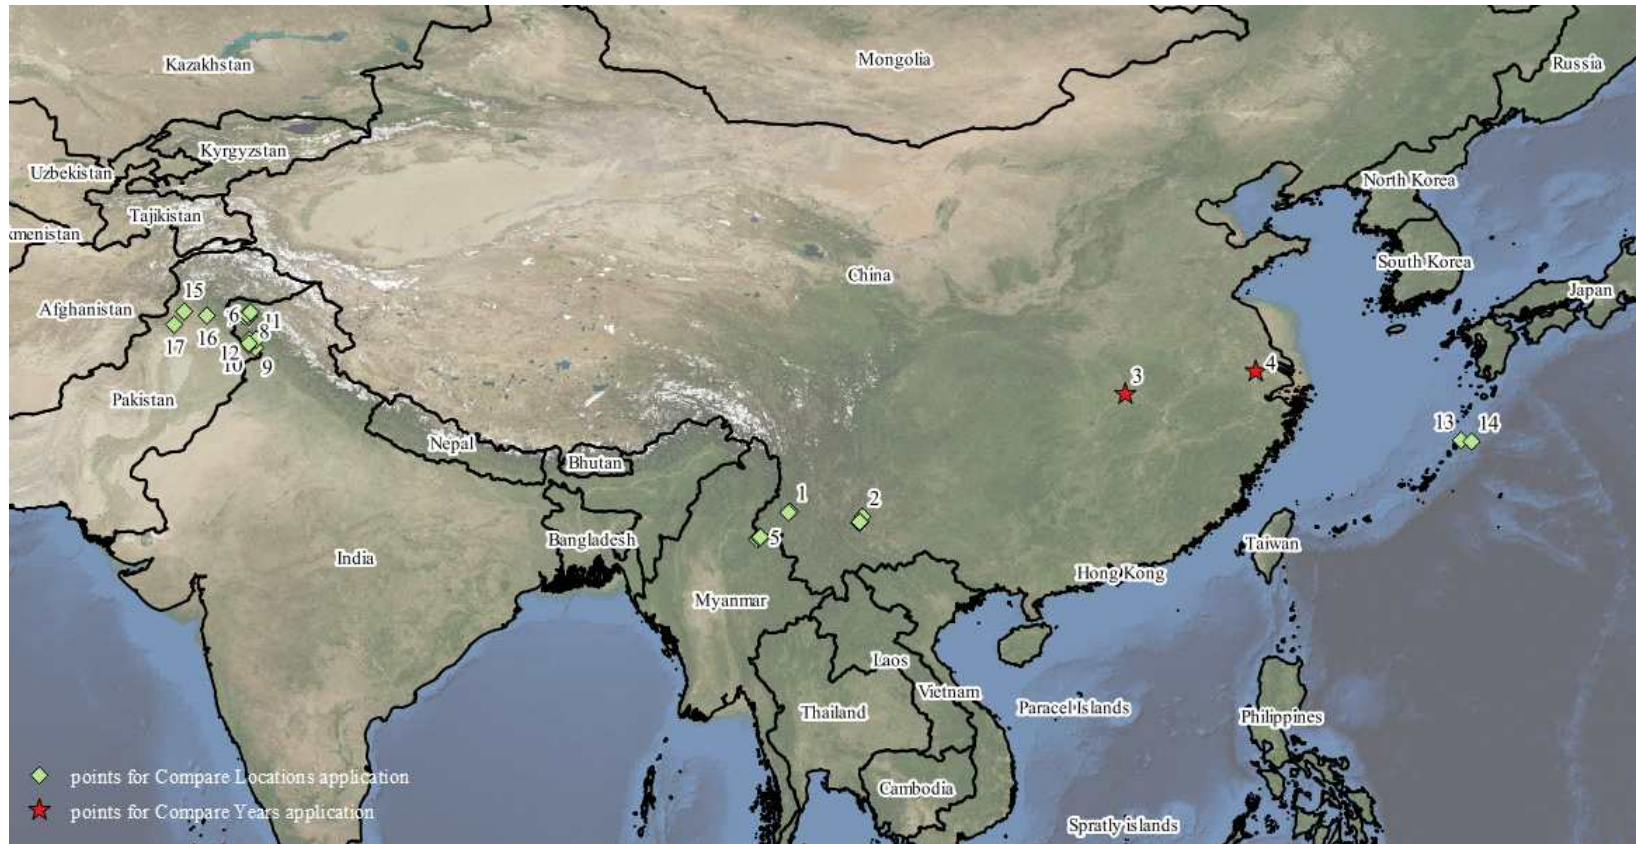 Kazakhstan
Mongolia
Russia
Kyrgyzstan
Uzbekistan
North Korea
Tajikistan
kmenistan
South Korea
China
Japan
Afghanistan
15
6
11
16
8
17
12
10
9
Pakistan
3
4
13
14
Nepal
Bhutan
1
2
5
Bangladesh
India
Taiwan
Hong Kong
Myanmar
Laos
Vietnam
Thailand
Paracel Islands
Philippines
Cambodia
Spratly islands
points for Compare Locations application
points for Compare Years application